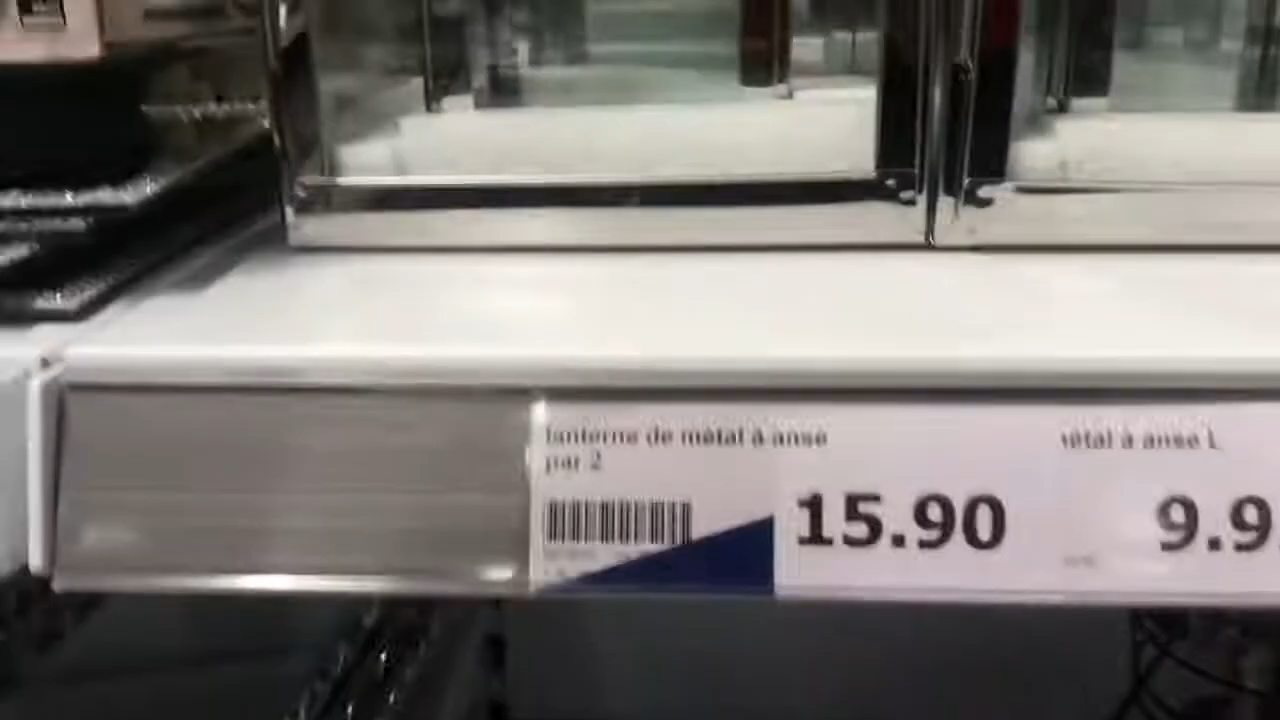 lanterne de métal à anse
par 2
15.90
étal à anse L
9.9